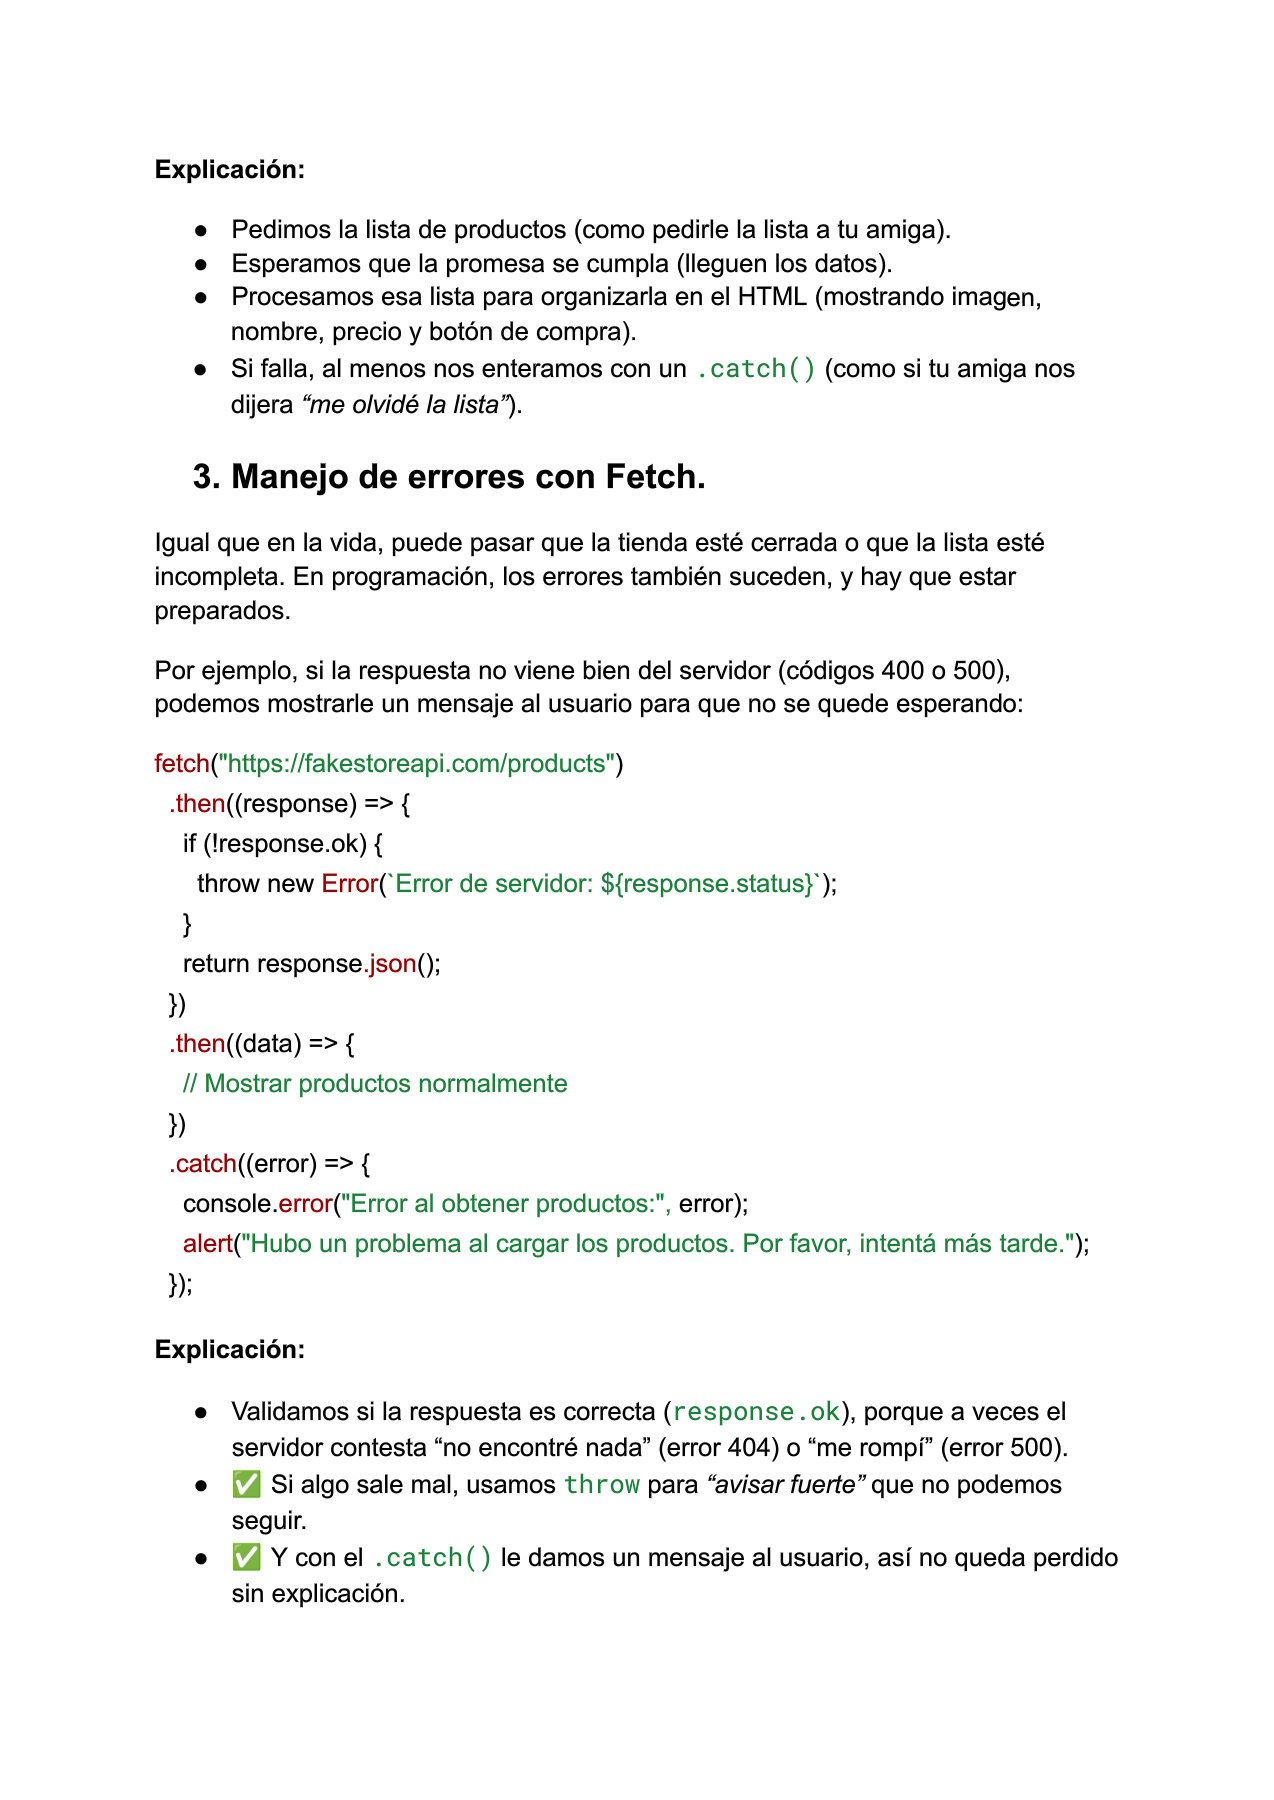 Explicación:
● Pedimos la lista de productos (como pedirle la lista a tu amiga).
● Esperamos que la promesa se cumpla (lleguen los datos).
● Procesamos esa lista para organizarla en el HTML (mostrando imagen,
nombre, precio y botón de compra).
● Si falla, al menos nos enteramos con un .catch() (como si tu amiga nos
dijera “me olvidé la lista”).
3. Manejo de errores con Fetch.
Igual que en la vida, puede pasar que la tienda esté cerrada o que la lista esté
incompleta. En programación, los errores también suceden, y hay que estar
preparados.
Por ejemplo, si la respuesta no viene bien del servidor (códigos 400 o 500),
podemos mostrarle un mensaje al usuario para que no se quede esperando:
fetch("https://fakestoreapi.com/products")
.then((response) => {
if (!response.ok) {
throw new Error(`Error de servidor: ${response.status}`);
}
return response.json();
})
.then((data) => {
// Mostrar productos normalmente
})
.catch((error) => {
console.error("Error al obtener productos:", error);
alert("Hubo un problema al cargar los productos. Por favor, intentá más tarde.");
});
Explicación:
● Validamos si la respuesta es correcta (response.ok), porque a veces el
servidor contesta “no encontré nada” (error 404) o “me rompí” (error 500).
● ✅ Si algo sale mal, usamos throw para “avisar fuerte” que no podemos
seguir.
● ✅ Y con el .catch() le damos un mensaje al usuario, así no queda perdido
sin explicación.